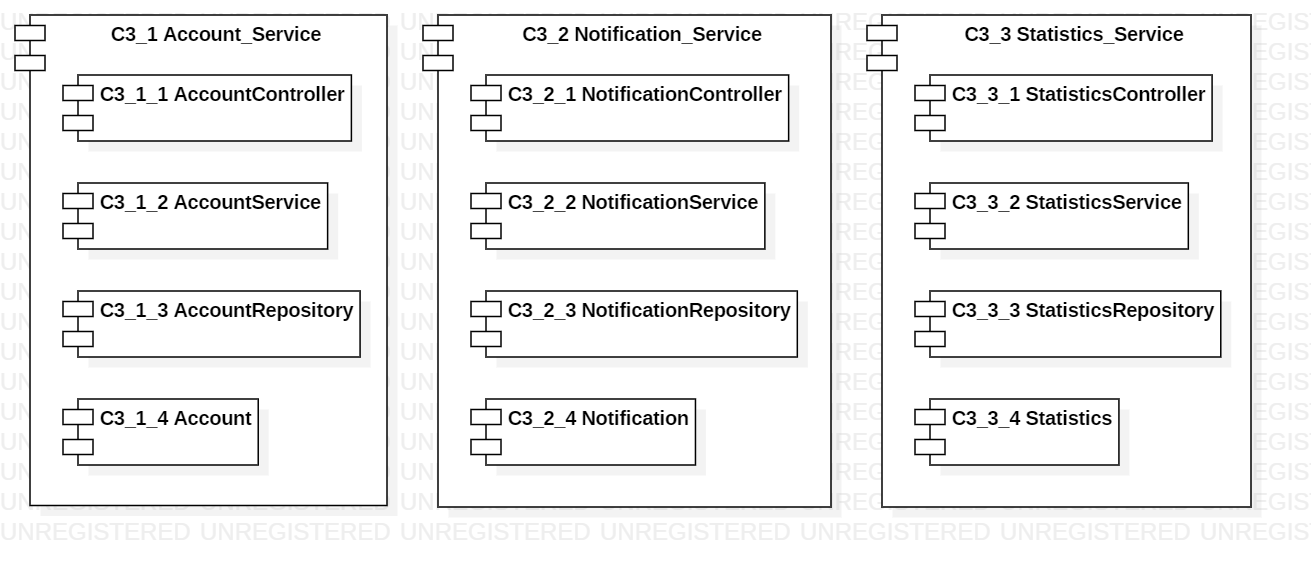 C3_1 Account_Service
C3_1_1 AccountController
C3_1_2 AccountService
C3_1_3 AccountRepository
C3_1_4 Account
C3_2 Notification_Service
C3_2_1 NotificationController
C3_2_2 NotificationService
C3_2_3 NotificationRepository
C3_2_4 Notification
C3_3 Statistics_Service
C3_3_1 StatisticsController
C3_3_2 StatisticsService
C3_3_3 StatisticsRepository
C3_3_4 Statistics
UNREGISTERED UNREGISTERED UNREGISTERED UNREGISTERED UNREGISTERED UNREGISTERED UNREGIS